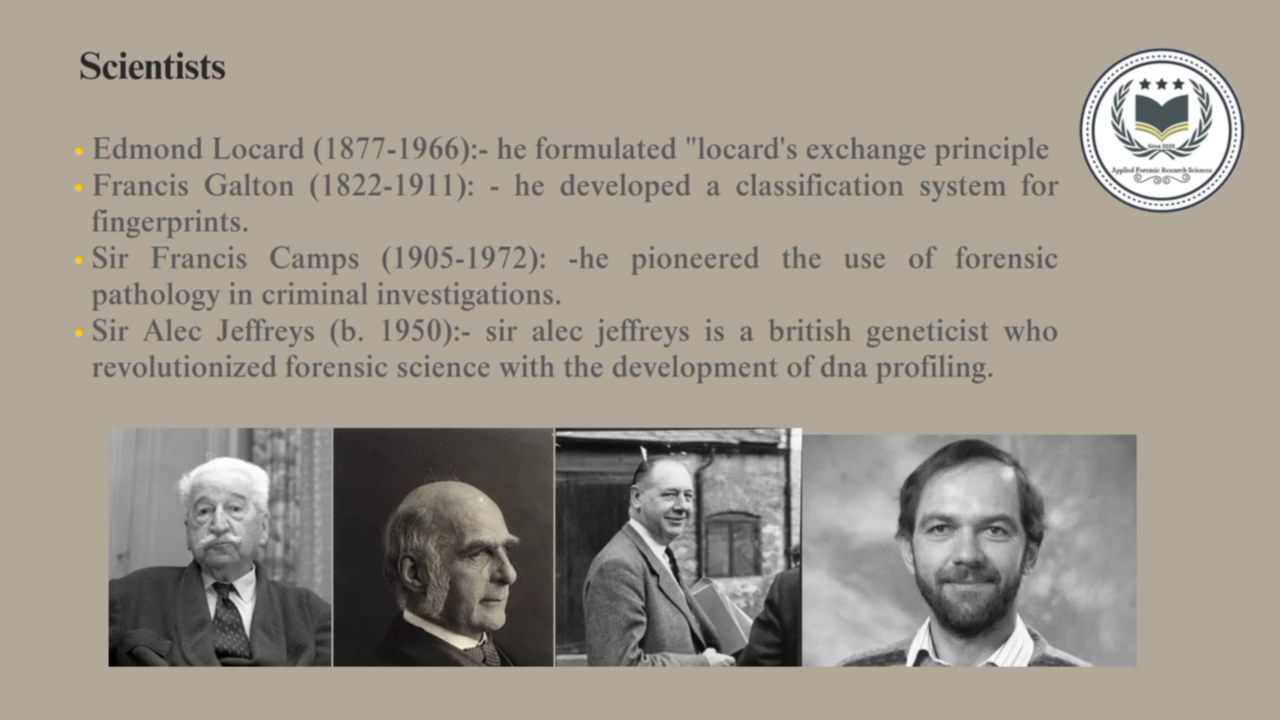 Scientists
Edmond Locard (1877-1966):- he formulated "locard's exchange principle
Francis Galton (1822-1911): - he developed a classification system for
fingerprints.
Sir Francis Camps (1905-1972): -he pioneered the use of forensic
pathology in criminal investigations.
Sir Alec Jeffreys (b. 1950):- sir alec jeffreys is a british geneticist who
revolutionized forensic science with the development of dna profiling.
Since 2020
Applied Forensic Research Sciences